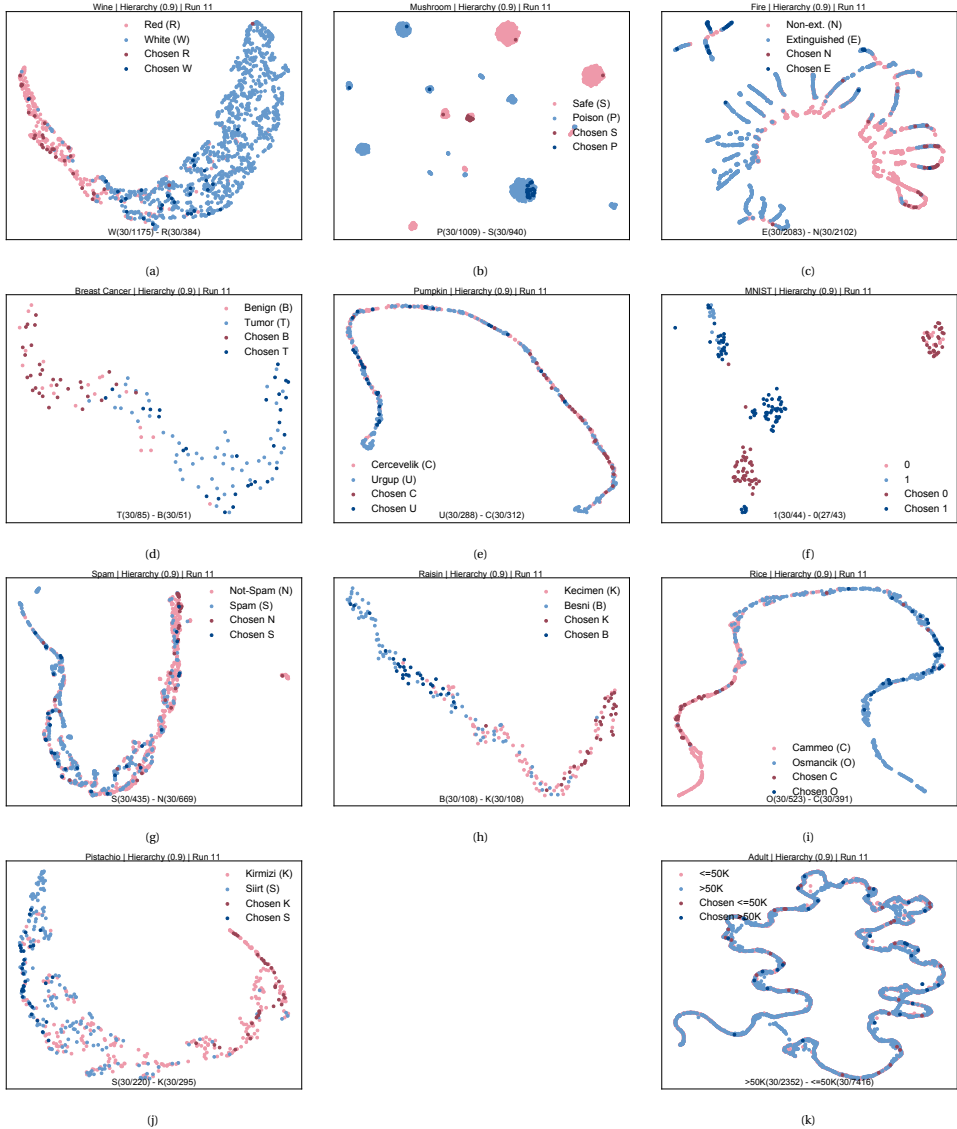 Wine | Hierarchy (0.9) | Run 11
Red (R)
White (W)
Chosen R
Chosen W
W(30/1175) - R(30/384)
(a)
Mushroom | Hierarchy (0.9) | Run 11
Safe (S)
Poison (P)
Chosen S
Chosen P
P(30/1009) - S(30/940)
(b)
Fire | Hierarchy (0.9) | Run 11
Non-ext. (N)
Extinguished (E)
Chosen N
Chosen E
E(30/2083) - N(30/2102)
(c)
Breast Cancer | Hierarchy (0.9) | Run 11
Benign (B)
Tumor (T)
Chosen B
Chosen T
T(30/85) - B(30/51)
(d)
Pumpkin | Hierarchy (0.9) | Run 11
Cercevelik (C)
Urgup (U)
Chosen C
Chosen U
U(30/288) - C(30/312)
(e)
MNIST | Hierarchy (0.9) | Run 11
0
1
Chosen 0
Chosen 1
1(30/44) - 0(27/43)
(f)
Spam | Hierarchy (0.9) | Run 11
Not-Spam (N)
Spam (S)
Chosen N
Chosen S
S(30/435) - N(30/669)
(g)
Raisin | Hierarchy (0.9) | Run 11
Kecimen (K)
Besni (B)
Chosen K
Chosen B
B(30/108) - K(30/108)
(h)
Rice | Hierarchy (0.9) | Run 11
Cammeo (C)
Osmancik (O)
Chosen C
Chosen O
O(30/523) - C(30/391)
(i)
Pistachio | Hierarchy (0.9) | Run 11
Kirmizi (K)
Siirt (S)
Chosen K
Chosen S
S(30/220) - K(30/295)
(j)
Adult | Hierarchy (0.9) | Run 11
<=50K
>50K
Chosen <=50K
Chosen >50K
>50K(30/2352) - <=50K(30/7416)
(k)